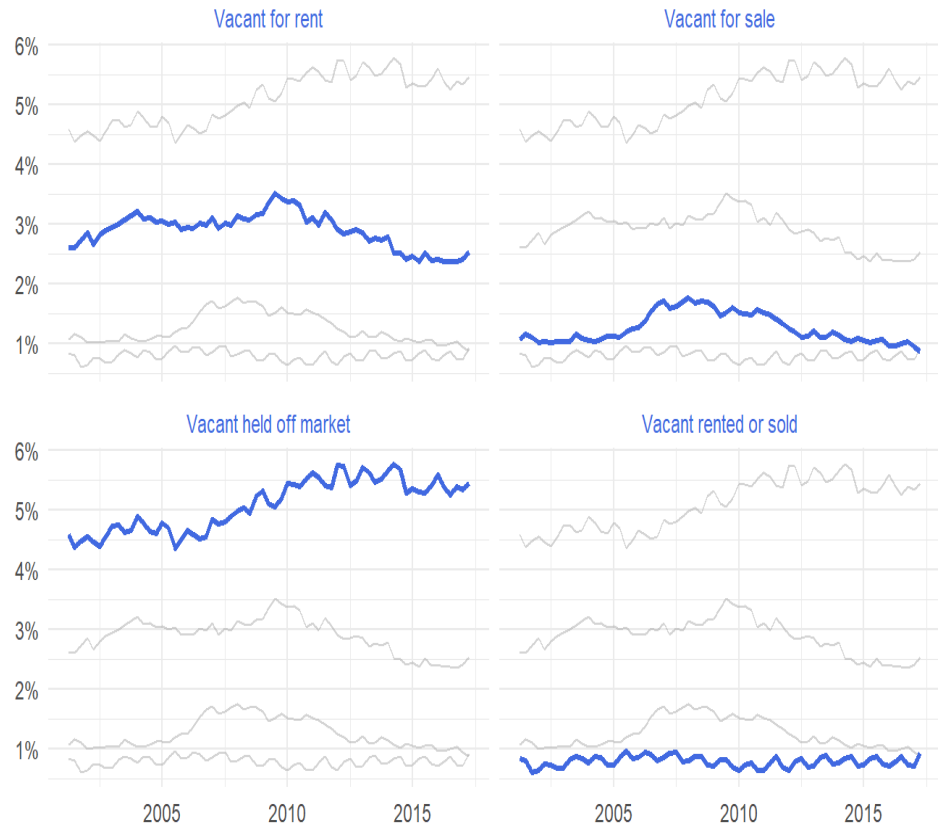 Vacant for rent
Vacant for sale
6%
5%
4%
3%
2%
1%
Vacant held off market
Vacant rented or sold
6%
5%
4%
3%
2%
1%
2005 2010 2015 2005 2010 2015